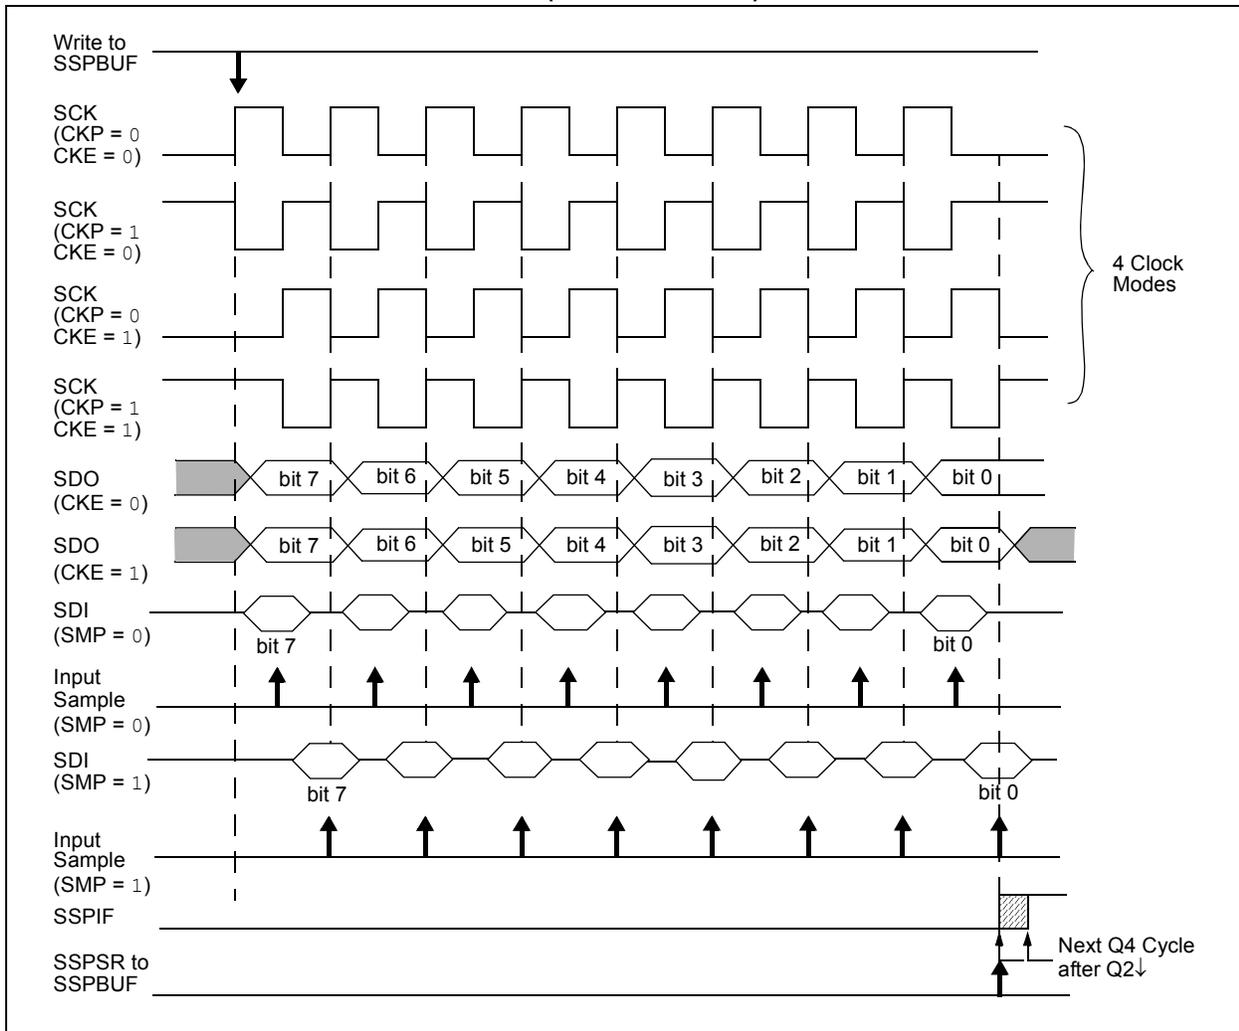 Write to
SSPBUF
SCK
(CKP = 0
CKE = 0)
SCK
(CKP = 1
CKE = 0)
4 Clock
Modes
SCK
(CKP = 0
CKE = 1)
SCK
(CKP = 1
CKE = 1)
SDO
(CKE = 0)
bit 7 bit 6 bit 5 bit 4 bit 3 bit 2 bit 1 bit 0
SDO
(CKE = 1)
bit 7 bit 6 bit 5 bit 4 bit 3 bit 2 bit 1 bit 0
SDI
(SMP = 0)
bit 7 bit 0
Input
Sample
(SMP = 0)
SDI
(SMP = 1)
bit 7 bit 0
Input
Sample
(SMP = 1)
SSPIF
Next Q4 Cycle
after Q2↓
SSPSR to
SSPBUF